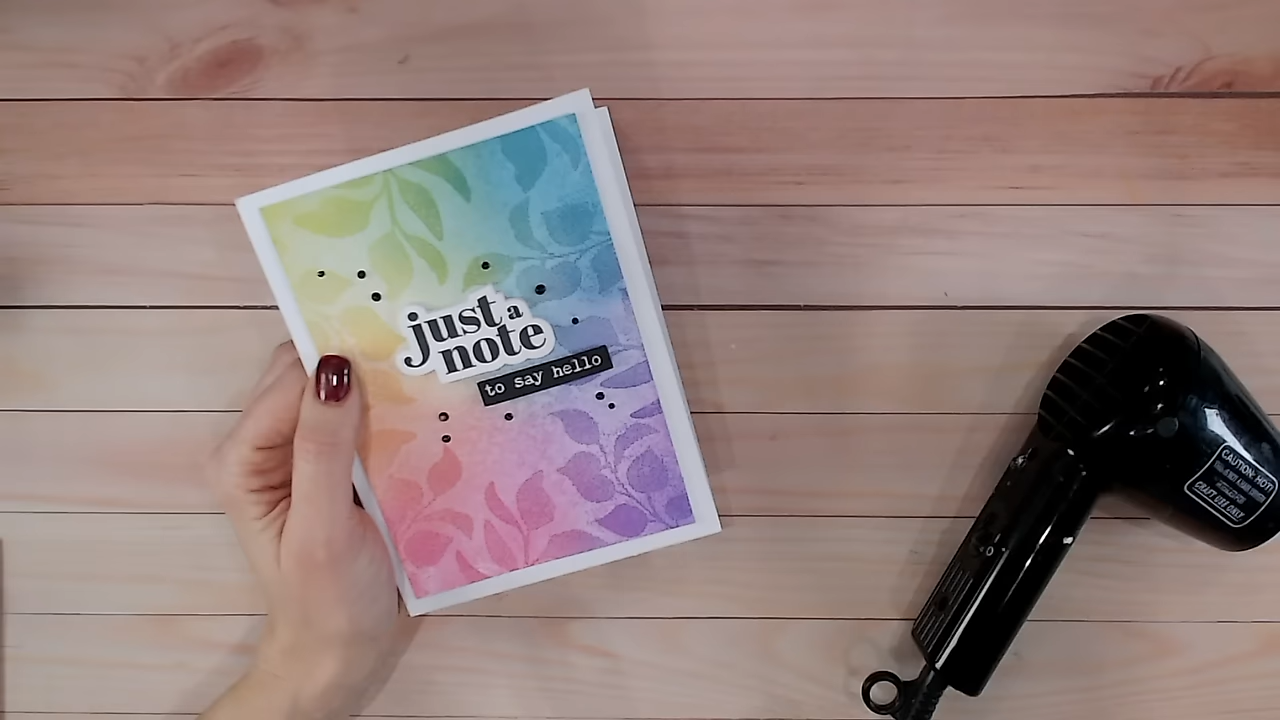 just a
note
to say hello
CAUTION: HOT!
CRAFT USE ONLY